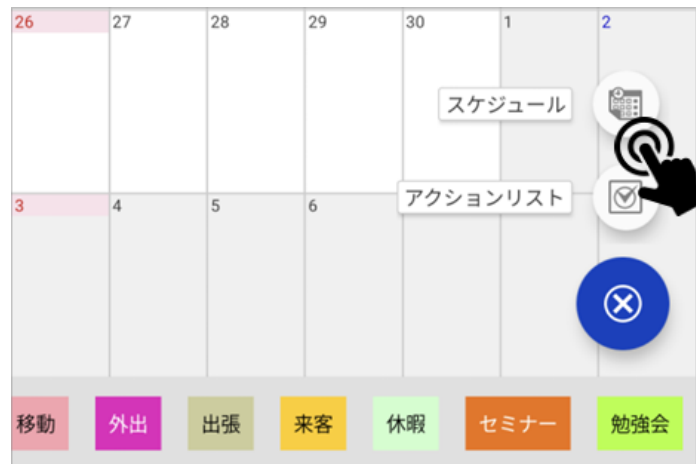 26 27 28 29 30 1 2
スケジュール
アクションリスト
3 4 5 6
移動 外出 出張 来客 休暇 セミナー 勉強会